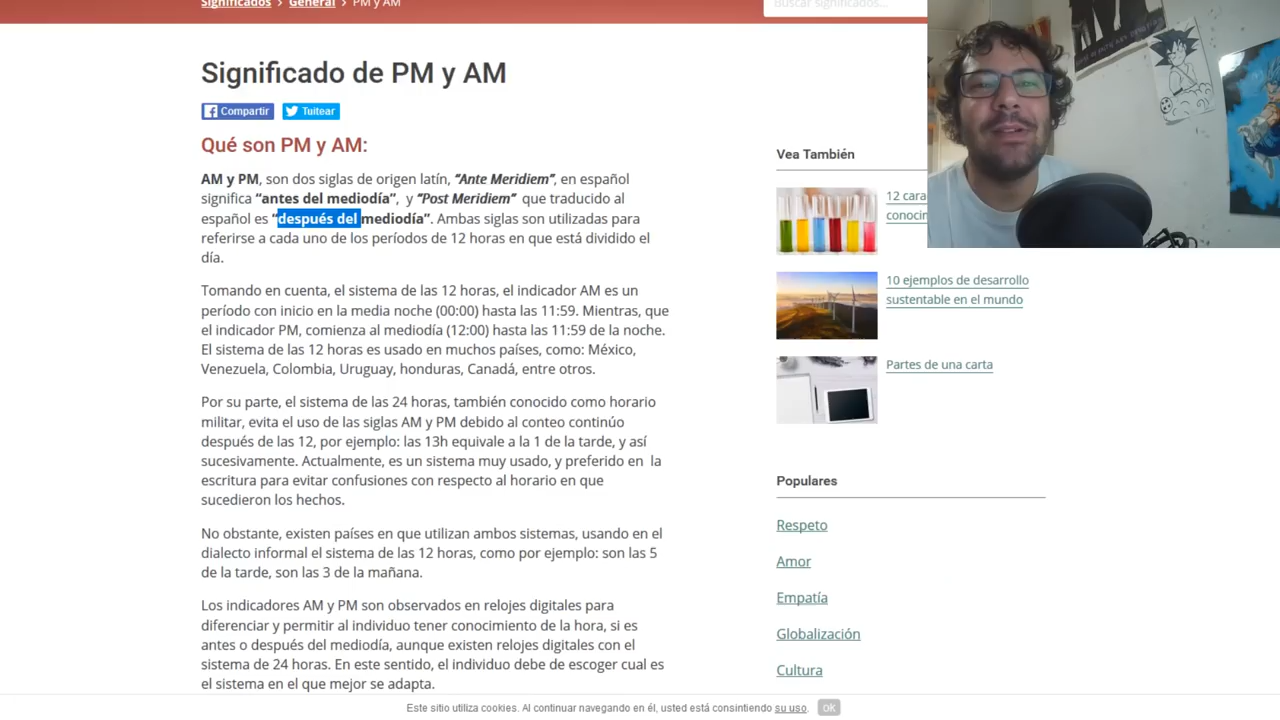 Significados > General > PM y AM
Buscar significados...
Significado de PM y AM
Compartir
Tuitear
Qué son PM y AM:
AM y PM, son dos siglas de origen latín, "Ante Meridiem", en español
significa "antes del mediodía", y "Post Meridiem" que traducido al
español es "después del mediodía". Ambas siglas son utilizadas para
referirse a cada uno de los períodos de 12 horas en que está dividido el
día.
Tomando en cuenta, el sistema de las 12 horas, el indicador AM es un
período con inicio en la media noche (00:00) hasta las 11:59. Mientras, que
el indicador PM, comienza al mediodía (12:00) hasta las 11:59 de la noche.
El sistema de las 12 horas es usado en muchos países, como: México,
Venezuela, Colombia, Uruguay, honduras, Canadá, entre otros.
Por su parte, el sistema de las 24 horas, también conocido como horario
militar, evita el uso de las siglas AM y PM debido al conteo continúo
después de las 12, por ejemplo: las 13h equivale a la 1 de la tarde, y así
sucesivamente. Actualmente, es un sistema muy usado, y preferido en la
escritura para evitar confusiones con respecto al horario en que
sucedieron los hechos.
No obstante, existen países en que utilizan ambos sistemas, usando en el
dialecto informal el sistema de las 12 horas, como por ejemplo: son las 5
de la tarde, son las 3 de la mañana.
Los indicadores AM y PM son observados en relojes digitales para
diferenciar y permitir al individuo tener conocimiento de la hora, si es
antes o después del mediodía, aunque existen relojes digitales con el
sistema de 24 horas. En este sentido, el individuo debe de escoger cual es
el sistema en el que mejor se adapta.
Vea También
12 cara
conocim
10 ejemplos de desarrollo
sustentable en el mundo
Partes de una carta
Populares
Respeto
Amor
Empatía
Globalización
Cultura
Este sitio utiliza cookies. Al continuar navegando en él, usted está consintiendo su uso. ok